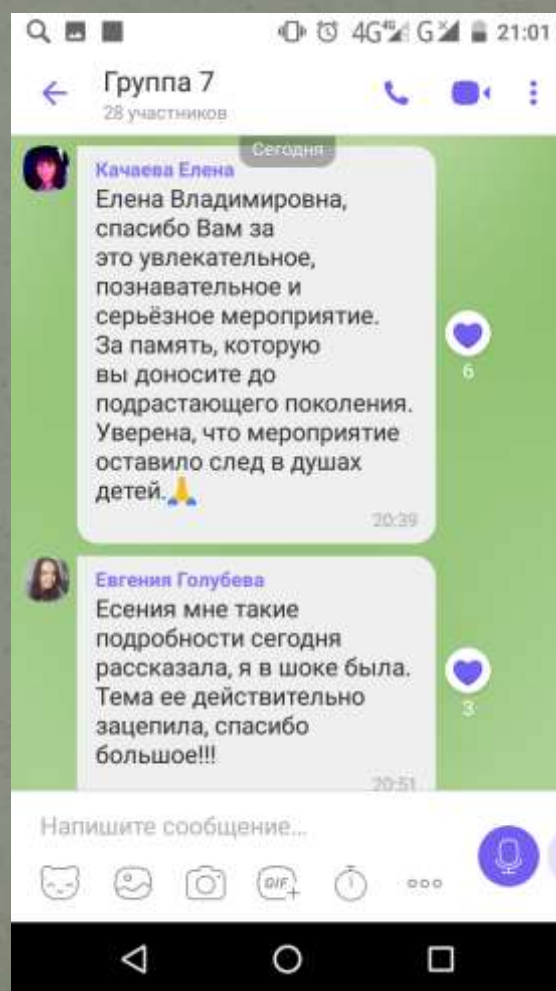 4G 4G G 21:01
Группа 7
28 участников
Сегодня
Качаева Елена
Елена Владимировна,
спасибо Вам за
это увлекательное,
познавательное и
серьёзное мероприятие.
За память, которую
вы доносите до
подрастающего поколения.
Уверена, что мероприятие
оставило след в душах
детей.🙏
6
20:39
Евгения Голубева
Есения мне такие
подробности сегодня
рассказала, я в шоке была.
Тема ее действительно
зацепила, спасибо
большое!!!
3
20:51
Напишите сообщение...
GIF